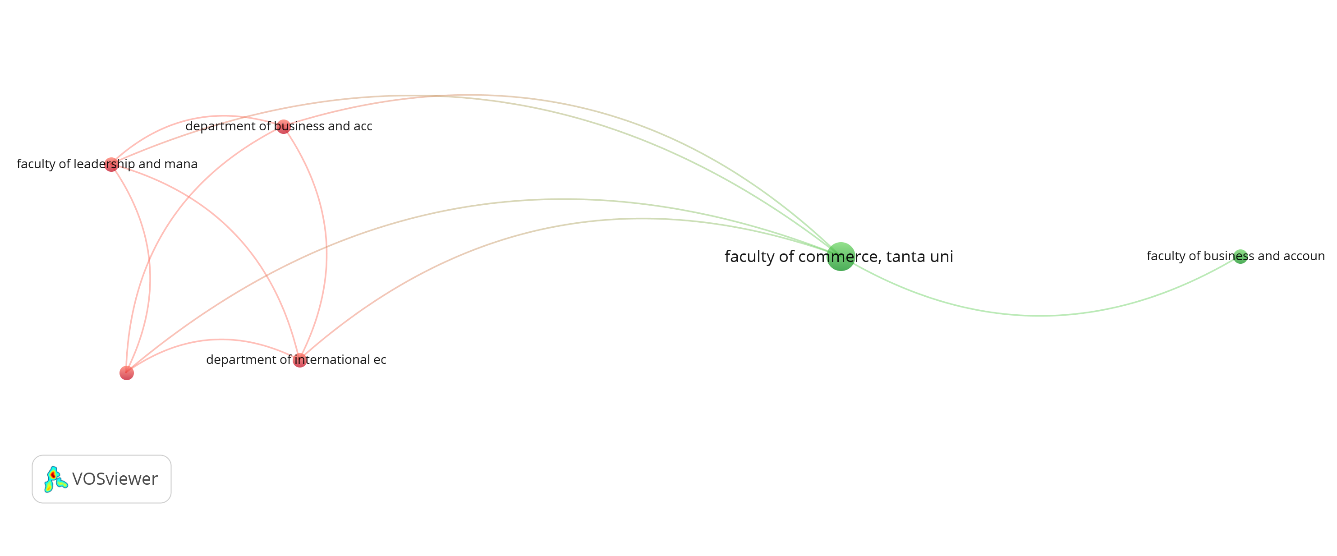 department of business and acc
faculty of leadership and mana
faculty of commerce, tanta uni
faculty of business and accoun
department of international ec
VOSviewer